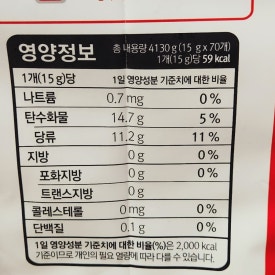 영양정보
총 내용량 4130 g (15 g x 70개)
1개(15 g)당 59 kcal
1개(15 g)당 1일 영양성분 기준치에 대한 비율
나트륨 0.7 mg 0 %
탄수화물 14.7 g 5 %
당류 11.2 g 11 %
지방 0 g 0 %
포화지방 0 g 0 %
트랜스지방 0 g
콜레스테롤 0 mg 0 %
단백질 0.1 g 0 %
1일 영양성분 기준치에 대한 비율(%)은 2,000 kcal
기준이므로 개인의 필요 열량에 따라 다를 수 있습니다.